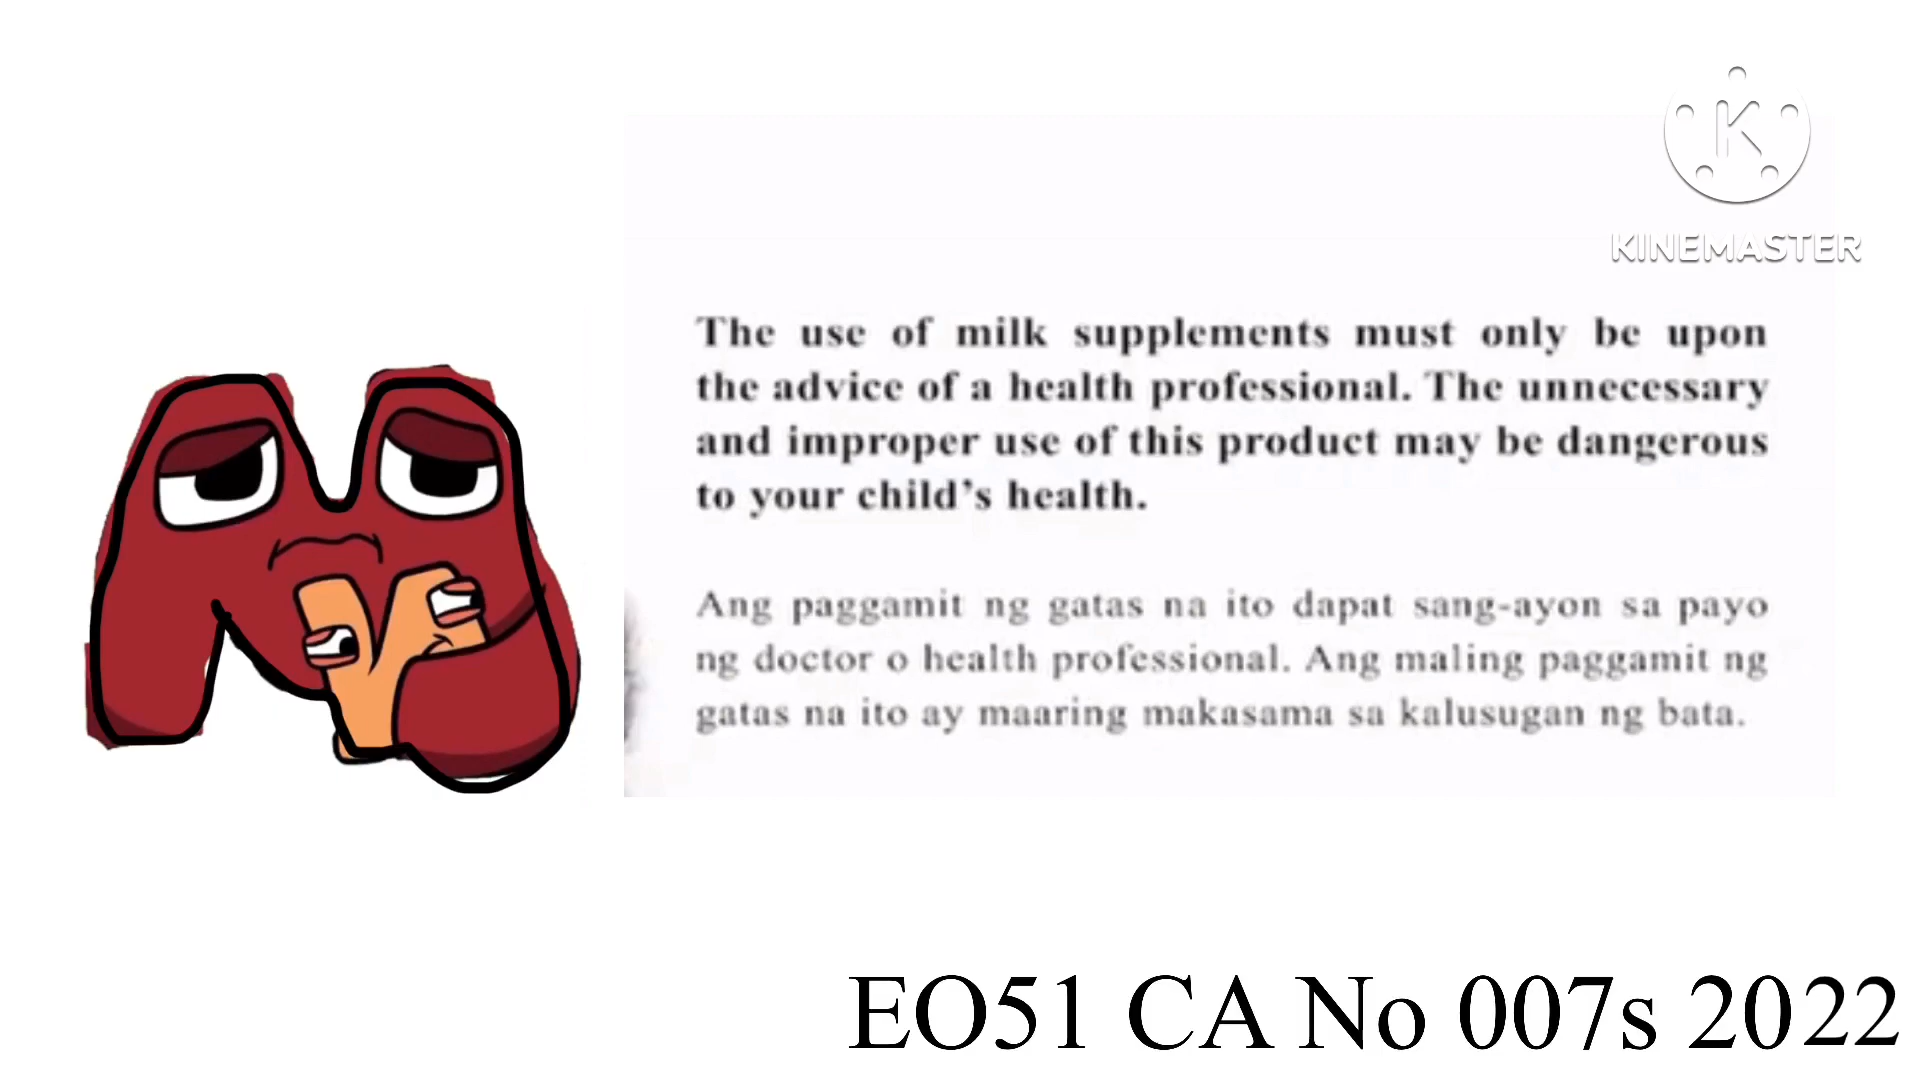 K
KINEMASTER
The use of milk supplements must only be upon
the advice of a health professional. The unnecessary
and improper use of this product may be dangerous
to your child's health.
Ang paggamit ng gatas na ito dapat sang-ayon sa payo
ng doctor o health professional. Ang maling paggamit ng
gatas na ito ay maaring makasama sa kalusugan ng bata.
EO51 CA No 007s 2022